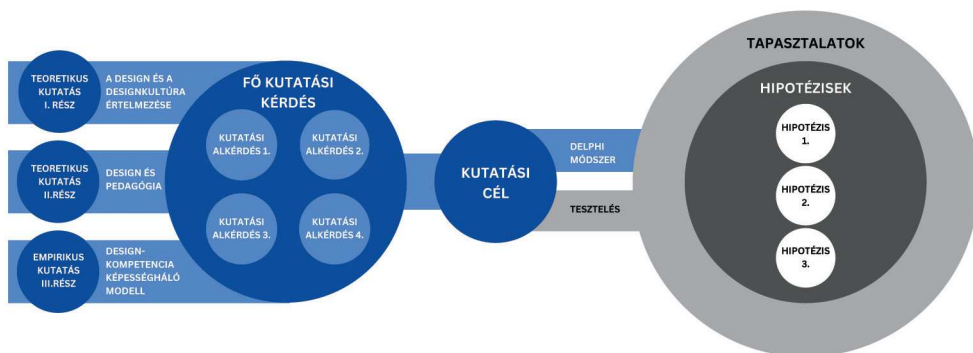 TEORETIKUS
KUTATÁS
I. RÉSZ
A DESIGN ÉS A
DESIGNKULTÚRA
ÉRTELMEZÉSE
TEORETIKUS
KUTATÁS
II.RÉSZ
DESIGN ÉS
PEDAGÓGIA
EMPIRIKUS
KUTATÁS
III.RÉSZ
DESIGN-
KOMPETENCIA
KÉPESSÉGHÁLÓ
MODELL
FŐ KUTATÁSI
KÉRDÉS
KUTATÁSI
ALKÉRDÉS 1.
KUTATÁSI
ALKÉRDÉS 2.
KUTATÁSI
ALKÉRDÉS 3.
KUTATÁSI
ALKÉRDÉS 4.
KUTATÁSI
CÉL
DELPHI
MÓDSZER
TESZTELÉS
TAPASZTALATOK
HIPOTÉZISEK
HIPOTÉZIS
1.
HIPOTÉZIS
2.
HIPOTÉZIS
3.